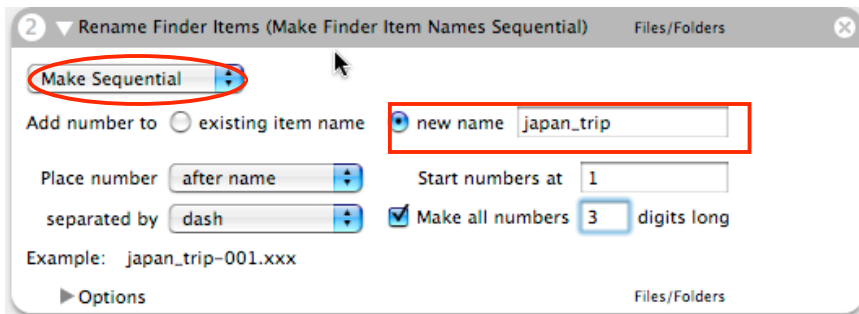 2 Rename Finder Items (Make Finder Item Names Sequential) Files/Folders
Make Sequential
Add number to existing item name new name japan_trip
Place number after name Start numbers at 1
separated by dash Make all numbers 3 digits long
Example: japan_trip-001.xxx
Options Files/Folders